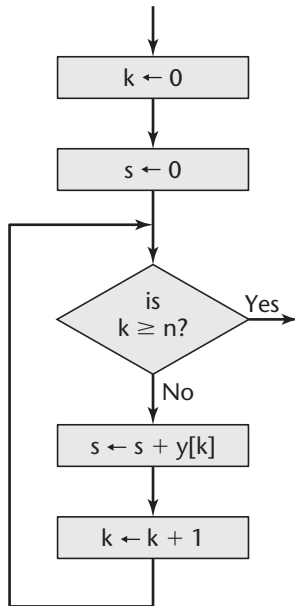 k ← 0
s ← 0
is
k ≥ n?
Yes
No
s ← s + y[k]
k ← k + 1